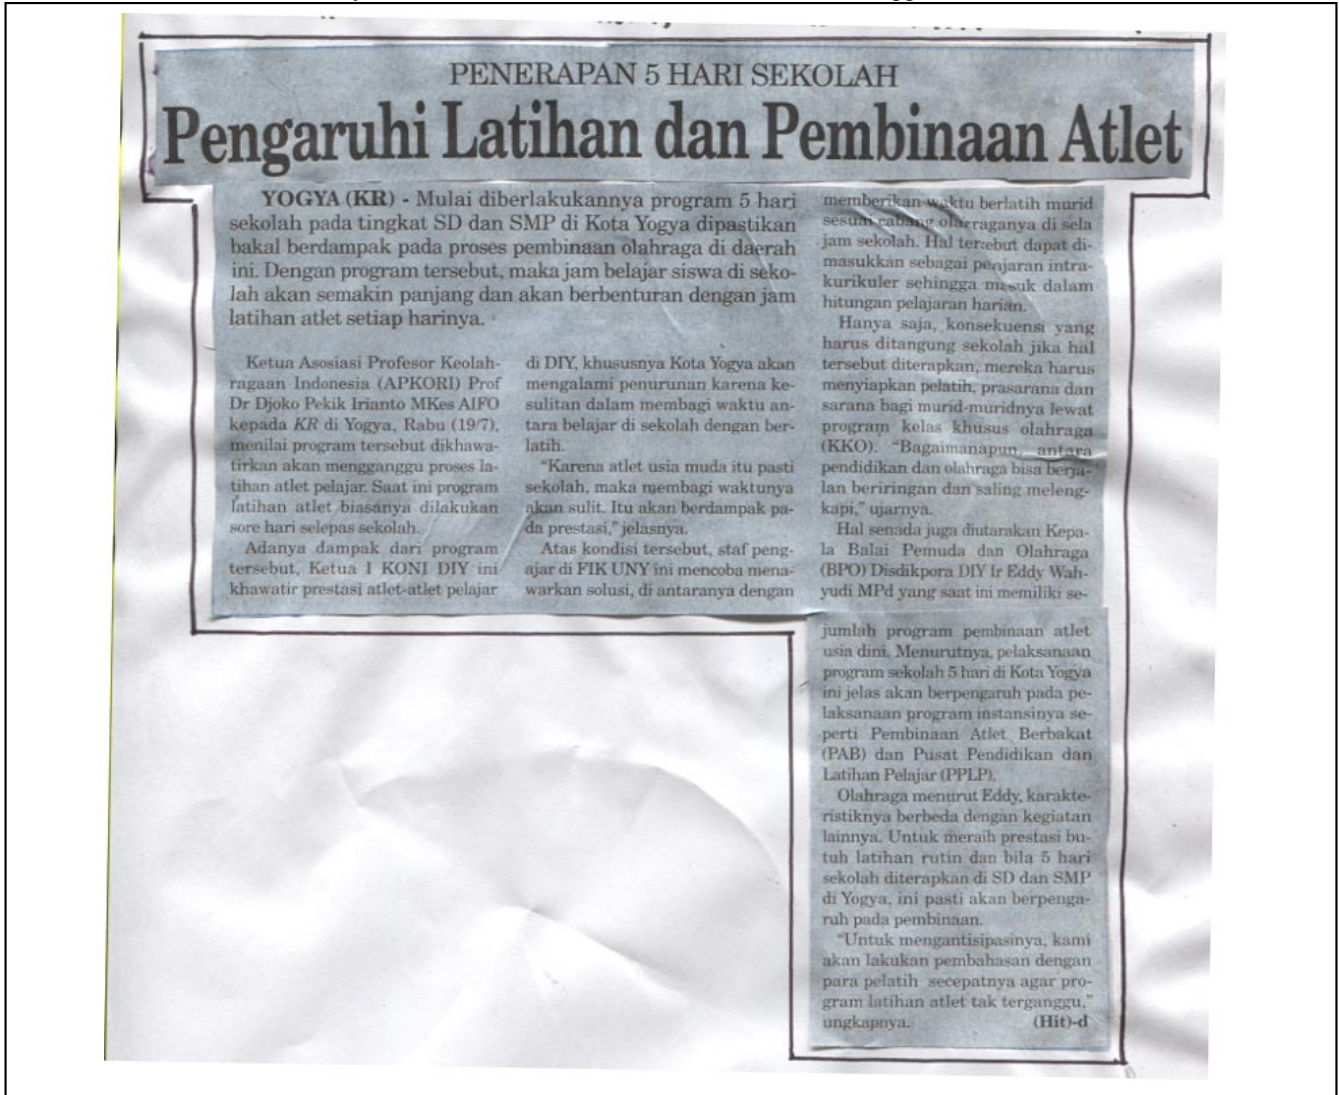 PENERAPAN 5 HARI SEKOLAH
Pengaruhi Latihan dan Pembinaan Atlet
YOGYA (KR) - Mulai diberlakukannya program 5 hari
sekolah pada tingkat SD dan SMP di Kota Yogya dipastikan
bakal berdampak pada proses pembinaan olahraga di daerah
ini. Dengan program tersebut, maka jam belajar siswa di seko-
lah akan semakin panjang dan akan berbenturan dengan jam
latihan atlet setiap harinya.
Ketua Asosiasi Profesor Keolah-
ragaan Indonesia (APKORI) Prof
Dr Djoko Pekik Irianto MKes AIFO
kepada KR di Yogya, Rabu (19/7),
menilai program tersebut dikhawa-
tirkan akan mengganggu proses la-
tihan atlet pelajar. Saat ini program
latihan atlet biasanya dilakukan
sore hari selepas sekolah.
Adanya dampak dari program
tersebut, Ketua I KONI DIY ini
khawatir prestasi atlet-atlet pelajar
di DIY, khususnya Kota Yogya akan
mengalami penurunan karena ke-
sulitan dalam membagi waktu an-
tara belajar di sekolah dengan ber-
latih.
"Karena atlet usia muda itu pasti
sekolah, maka membagi waktunya
akan sulit. Itu akan berdampak pa-
da prestasi," jelasnya.
Atas kondisi tersebut, staf peng-
ajar di FIK UNY ini mencoba mena-
warkan solusi, di antaranya dengan
memberikan waktu berlatih murid
sesuai cabang olahraganya di sela
jam sekolah. Hal tersebut dapat di-
masukkan sebagai penjaran intra-
kurikuler sehingga masuk dalam
hitungan pelajaran harian.
Hanya saja, konsekuensi yang
harus ditangung sekolah jika hal
tersebut diterapkan, mereka harus
menyiapkan pelatih, prasarana dan
sarana bagi murid-muridnya lewat
program kelas khusus olahraga
(KKO). "Bagaimanapun, antara
pendidikan dan olahraga bisa berja-
lan beriringan dan saling meleng-
kapi," ujarnya.
Hal senada juga diutarakan Kepa-
la Balai Pemuda dan Olahraga
(BPO) Disdikpora DIY Ir Eddy Wah-
yudi MPd yang saat ini memiliki se-
jumlah program pembinaan atlet
usia dini. Menurutnya, pelaksanaan
program sekolah 5 hari di Kota Yogya
ini jelas akan berpengaruh pada pe-
laksanaan program instansinya se-
perti Pembinaan Atlet Berbakat
(PAB) dan Pusat Pendidikan dan
Latihan Pelajar (PPLP).
Olahraga menurut Eddy, karakte-
ristiknya berbeda dengan kegiatan
lainnya. Untuk meraih prestasi bu-
tuh latihan rutin dan bila 5 hari
sekolah diterapkan di SD dan SMP
di Yogya, ini pasti akan berpenga-
ruh pada pembinaan.
"Untuk mengantisipasinya, kami
akan lakukan pembahasan dengan
para pelatih secepatnya agar pro-
gram latihan atlet tak terganggu,"
ungkapnya. (Hit)-d